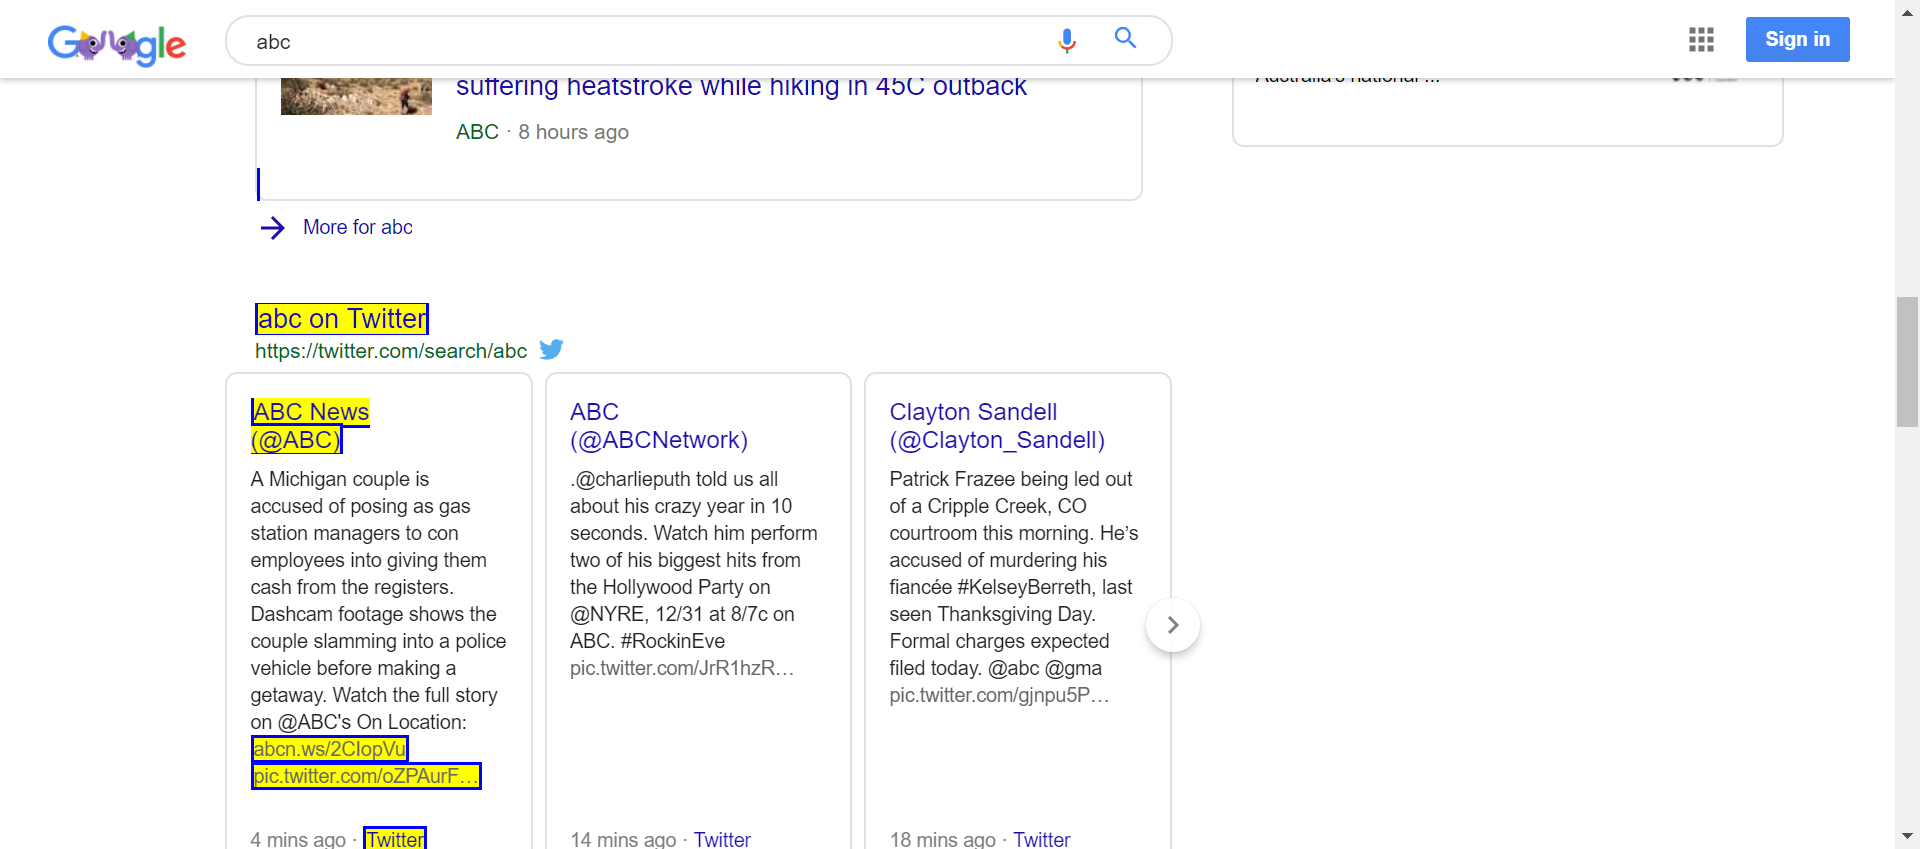 Google
abc
Sign in
suffering heatstroke while hiking in 45C outback
ABC · 8 hours ago
Australia's national ...
More for abc
abc on Twitter
https://twitter.com/search/abc
ABC News
(@ABC)
A Michigan couple is
accused of posing as gas
station managers to con
employees into giving them
cash from the registers.
Dashcam footage shows the
couple slamming into a police
vehicle before making a
getaway. Watch the full story
on @ABC's On Location:
abcn.ws/2CIopVu
pic.twitter.com/oZPAurF…
4 mins ago · Twitter
ABC
(@ABCNetwork)
.@charlieputh told us all
about his crazy year in 10
seconds. Watch him perform
two of his biggest hits from
the Hollywood Party on
@NYRE, 12/31 at 8/7c on
ABC. #RockinEve
pic.twitter.com/JrR1hzR…
14 mins ago · Twitter
Clayton Sandell
(@Clayton_Sandell)
Patrick Frazee being led out
of a Cripple Creek, CO
courtroom this morning. He’s
accused of murdering his
fiancée #KelseyBerreth, last
seen Thanksgiving Day.
Formal charges expected
filed today. @abc @gma
pic.twitter.com/gjnpu5P…
18 mins ago · Twitter